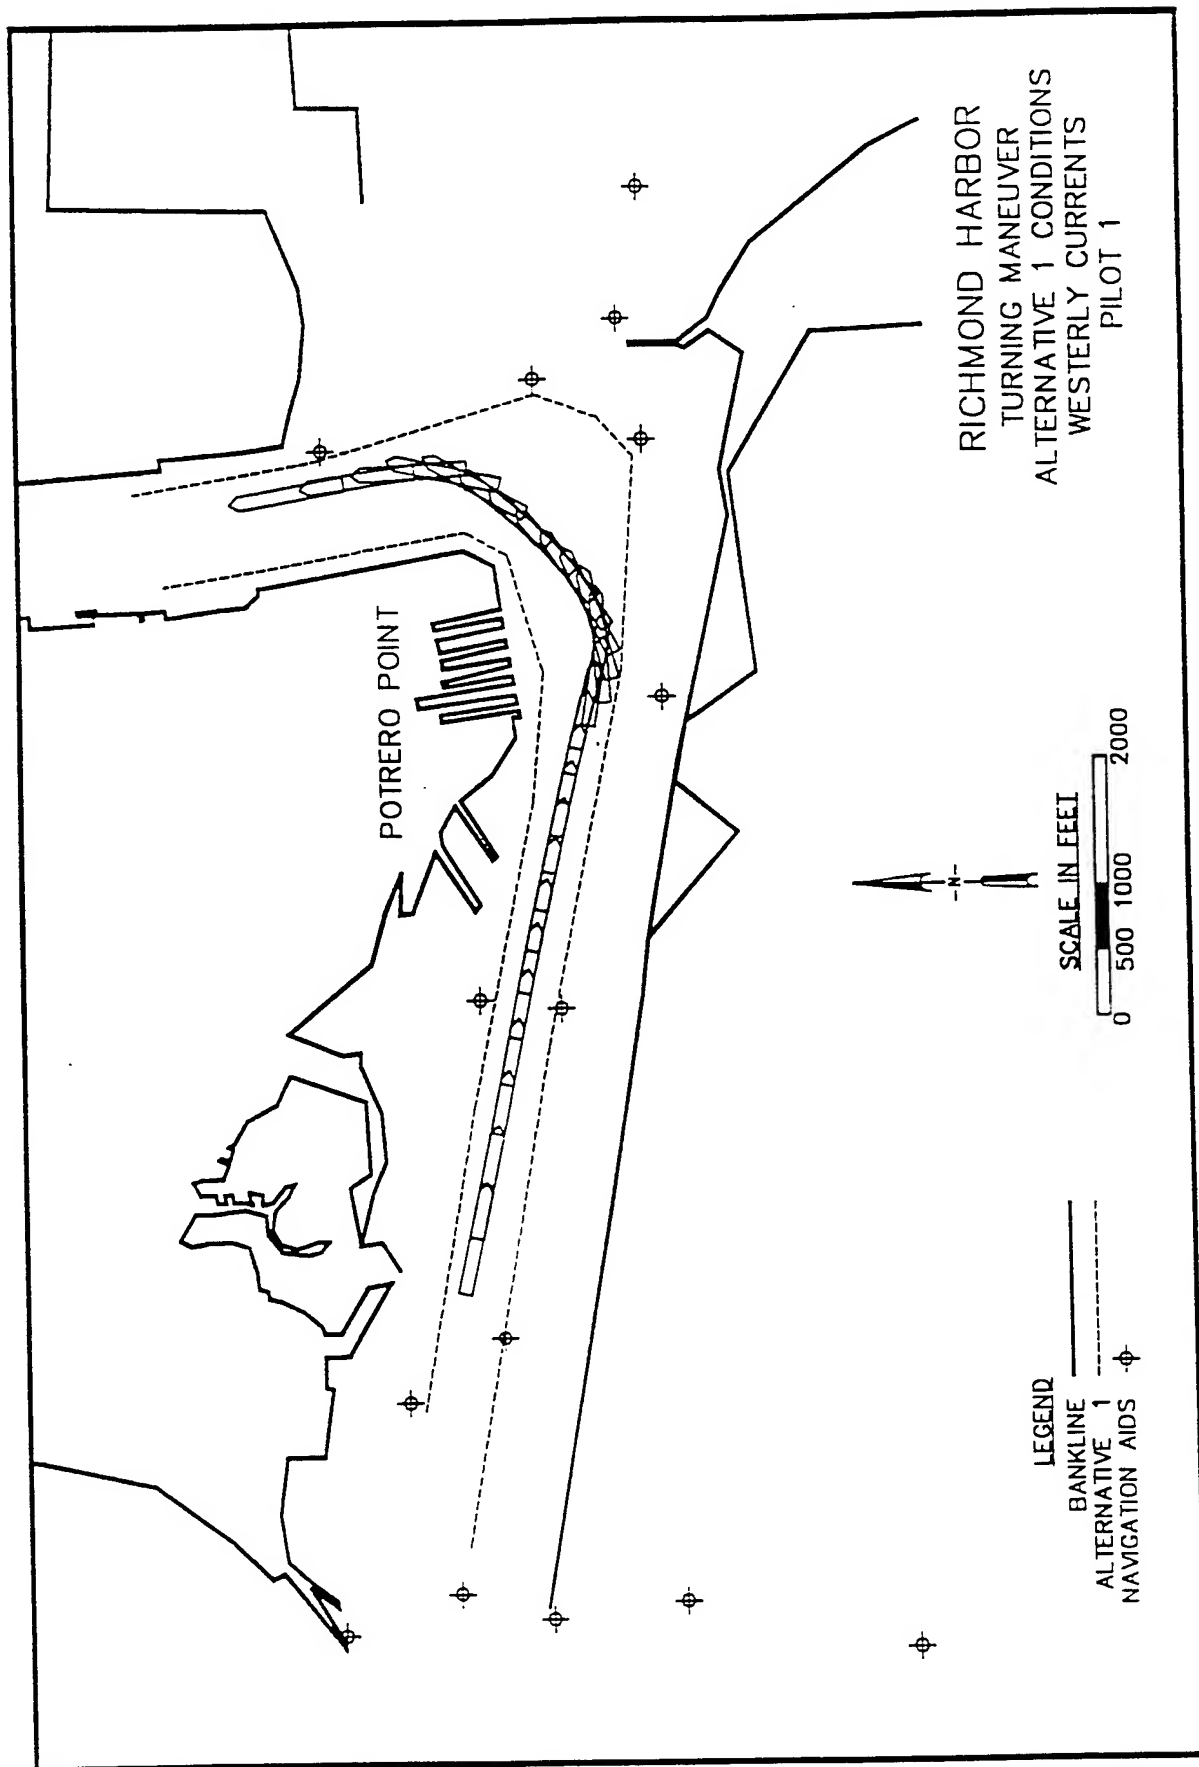 POTRERO POINT
RICHMOND HARBOR
TURNING MANEUVER
ALTERNATIVE 1 CONDITIONS
WESTERLY CURRENTS
PILOT 1
-N-
SCALE IN FEET
0 500 1000 2000
LEGEND
BANKLINE
ALTERNATIVE 1
NAVIGATION AIDS